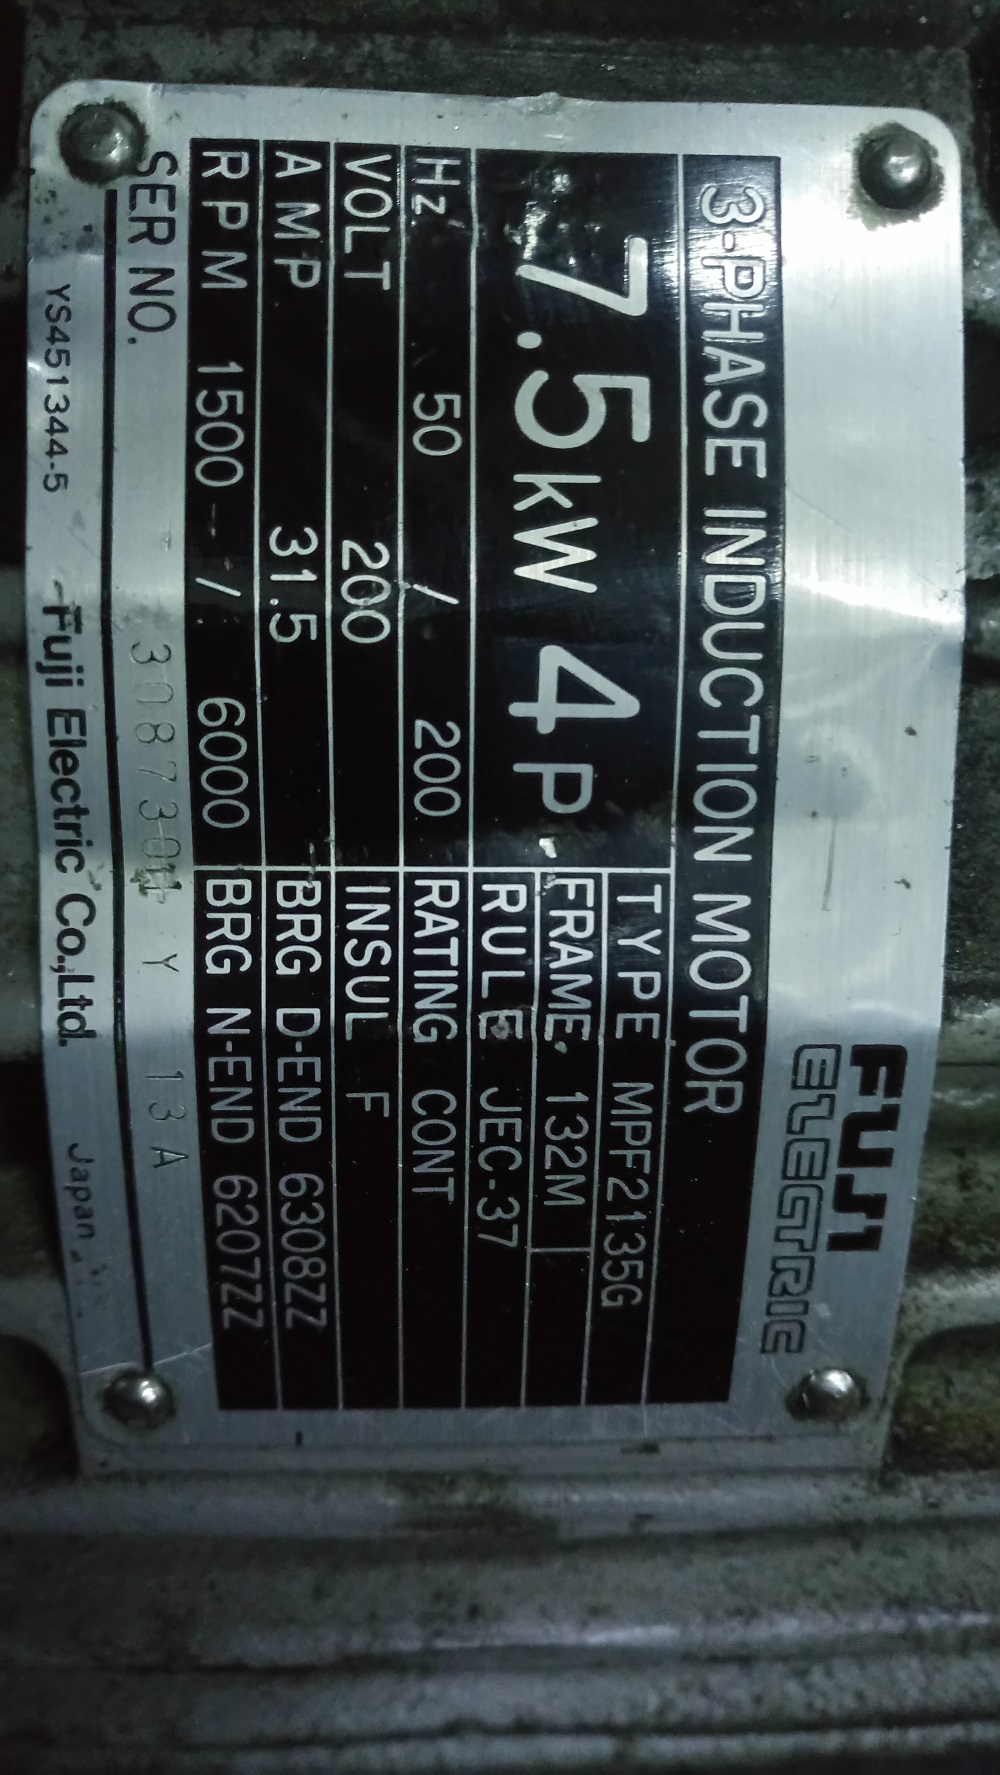 FUJI
ELECTRIC
3-PHASE INDUCTION MOTOR
7.5kW 4P.
TYPE MPF2135G
FRAME. 132M
RULE JEC-37
Hz 50 / 200
RATING CONT
VOLT 200
INSUL F
AMP 31.5
BRG D-END 6308ZZ
RPM 1500 / 6000
BRG N-END 6207ZZ
SER NO. Y 13A
YS451344-5 Fuji Electric Co.,Ltd. Japan